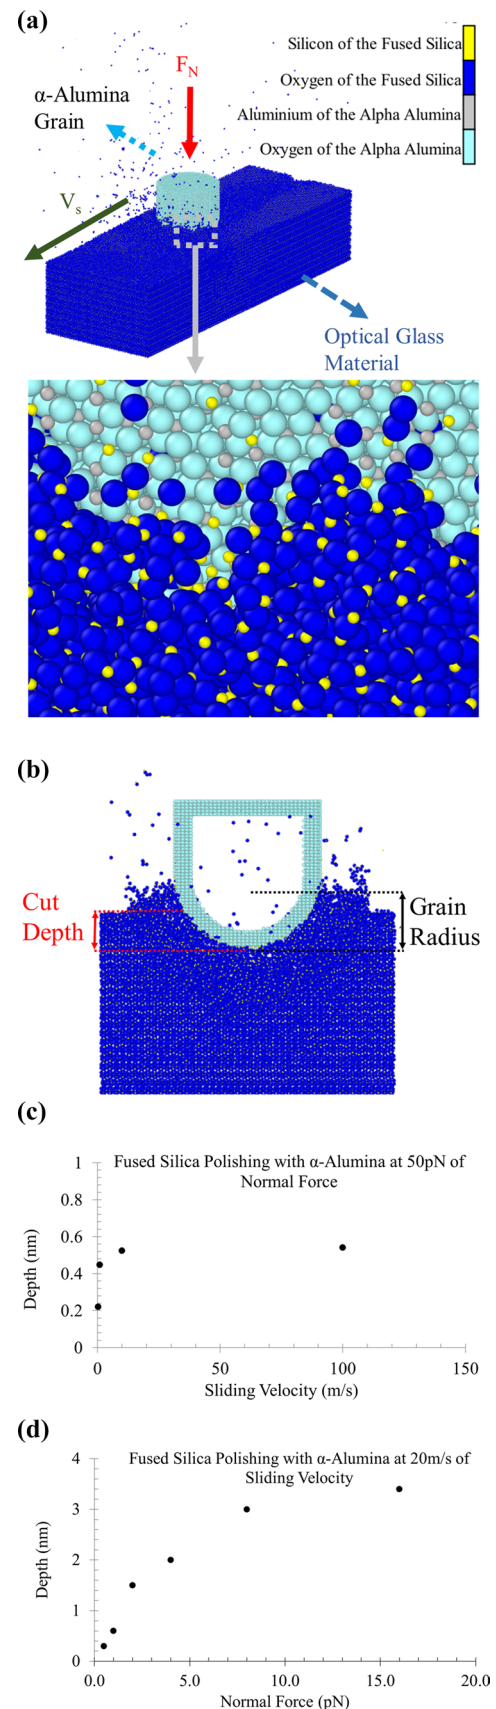 (a)
Silicon of the Fused Silica
Oxygen of the Fused Silica
Aluminium of the Alpha Alumina
Oxygen of the Alpha Alumina
F_N
α-Alumina
Grain
V_s
Optical Glass
Material
(b)
Cut
Depth
Grain
Radius
(c)
Fused Silica Polishing with α-Alumina at 50pN of
Normal Force
1
0.8
0.6
0.4
0.2
0
Depth (nm)
0 50 100 150
Sliding Velocity (m/s)
(d)
Fused Silica Polishing with α-Alumina at 20m/s of
Sliding Velocity
4
3
2
1
0
Depth (nm)
0.0 5.0 10.0 15.0 20.0
Normal Force (pN)